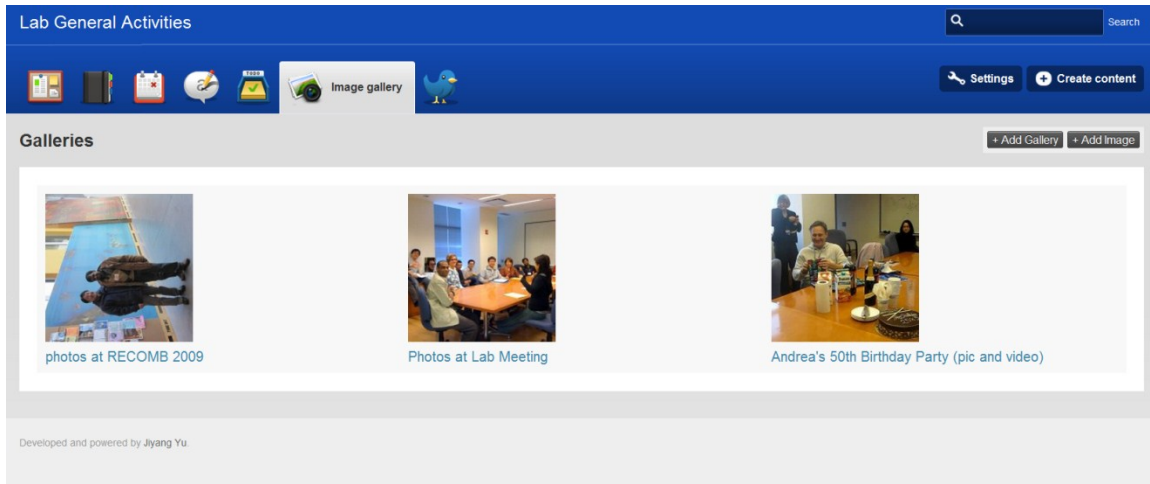 Lab General Activities
Search
TODO
Image gallery
Settings
Create content
Galleries
+ Add Gallery
+ Add Image
photos at RECOMB 2009
Photos at Lab Meeting
Andrea's 50th Birthday Party (pic and video)
Developed and powered by Jiyang Yu.